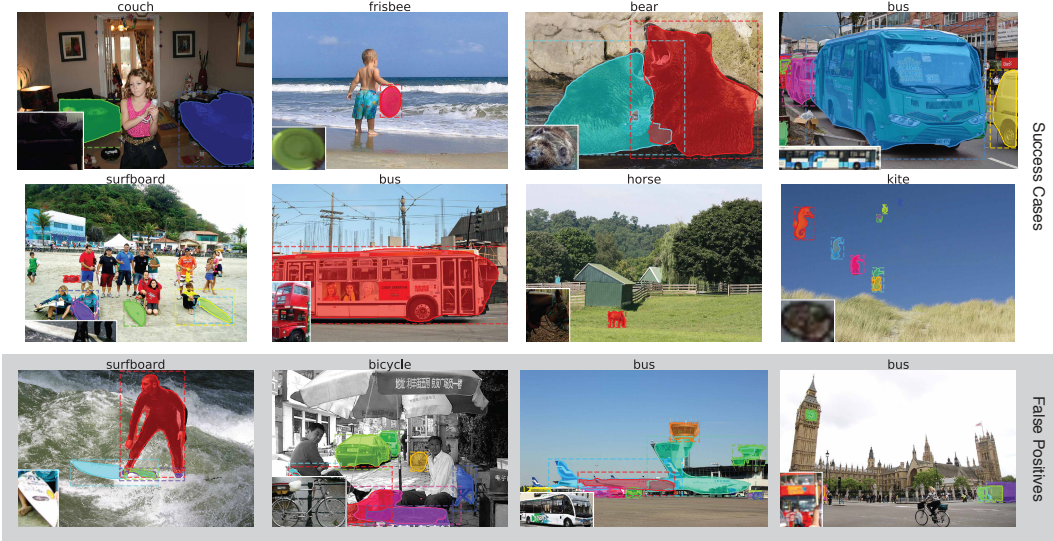 couch
frisbee
bear
bus
Success Cases
surfboard
bus
horse
kite
surfboard
bicycle
bus
bus
False Positives